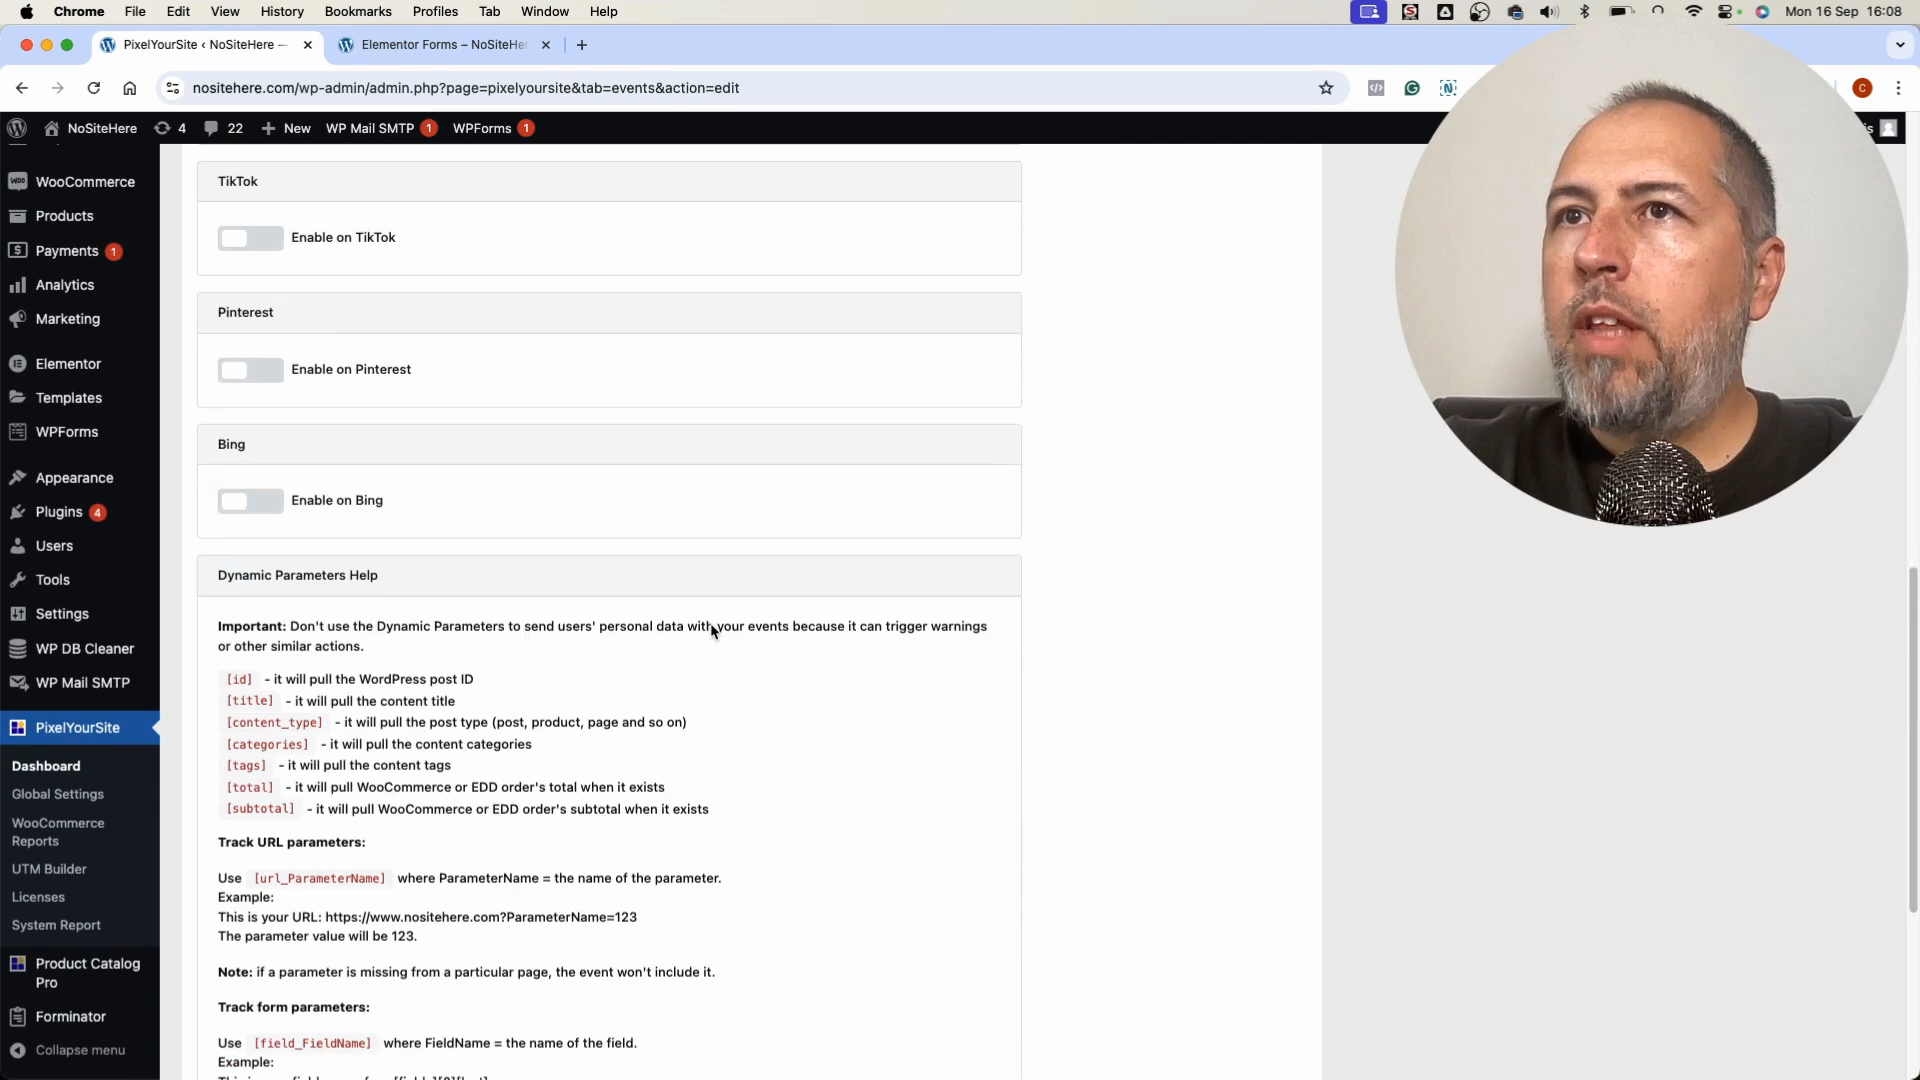 Chrome File Edit View History Bookmarks Profiles Tab Window Help Mon 16 Sep 16:08
PixelYourSite ‹ NoSiteHere —
Elementor Forms – NoSiteHe
nositehere.com/wp-admin/admin.php?page=pixelyoursite&tab=events&action=edit
C
NoSiteHere 4 22 New WP Mail SMTP 1 WPForms 1
WooCommerce
Products
Payments 1
Analytics
Marketing
Elementor
Templates
WPForms
Appearance
Plugins 4
Users
Tools
Settings
WP DB Cleaner
WP Mail SMTP
PixelYourSite
Dashboard
Global Settings
WooCommerce
Reports
UTM Builder
Licenses
System Report
Product Catalog
Pro
Forminator
Collapse menu
TikTok
Enable on TikTok
Pinterest
Enable on Pinterest
Bing
Enable on Bing
Dynamic Parameters Help
Important: Don't use the Dynamic Parameters to send users' personal data with your events because it can trigger warnings
or other similar actions.
[id] - it will pull the WordPress post ID
[title] - it will pull the content title
[content_type] - it will pull the post type (post, product, page and so on)
[categories] - it will pull the content categories
[tags] - it will pull the content tags
[total] - it will pull WooCommerce or EDD order's total when it exists
[subtotal] - it will pull WooCommerce or EDD order's subtotal when it exists
Track URL parameters:
Use [url_ParameterName] where ParameterName = the name of the parameter.
Example:
This is your URL: https://www.nositehere.com?ParameterName=123
The parameter value will be 123.
Note: if a parameter is missing from a particular page, the event won't include it.
Track form parameters:
Use [field_FieldName] where FieldName = the name of the field.
Example: